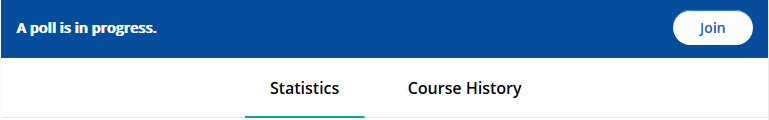 A poll is in progress.
Join
Statistics
Course History